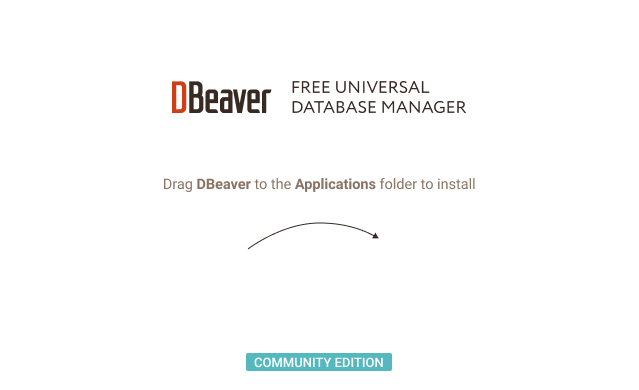 DBeaver
FREE UNIVERSAL
DATABASE MANAGER
Drag DBeaver to the Applications folder to install
COMMUNITY EDITION